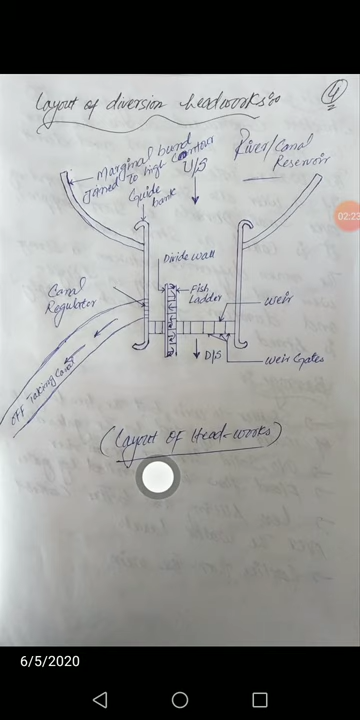 4
Layout of diversion headworks:-
Marginal bund
joined to high contour
U/S
River/Canal
Reservoir
Guide
bank
02:23
Divide wall
Canal
Regulator
Fish
Ladder
Weir
D/S
Weir Gates
OFF Taking Canal
(Layout of Head-works)
6/5/2020